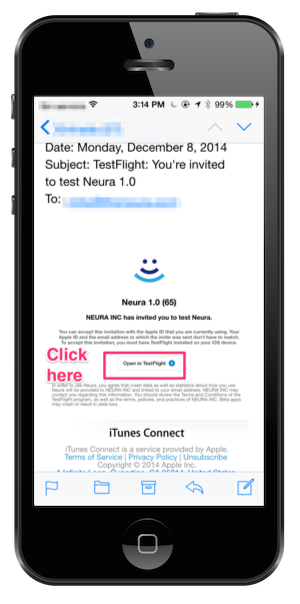 3:14 PM
99%
Date: Monday, December 8, 2014
Subject: TestFlight: You're invited
to test Neura 1.0
To:
Neura 1.0 (65)
NEURA INC has invited you to test Neura.
You can accept this invitation with the Apple ID that you are currently using. Your
Apple ID and the email address to which the invite was sent don't have to match.
To accept this invitation, you must have TestFlight installed on your iOS device.
Click
here
Open in TestFlight
In order to use Neura, you agree that crash data as well as statistics about how you use
Neura will be provided to NEURA INC and linked to your email address. NEURA INC may
contact you regarding this information. You should review the Terms and Conditions of the
TestFlight program, as well as the terms, policies, and practices of NEURA INC. Beta apps
may crash or result in data loss.
iTunes Connect
iTunes Connect is a service provided by Apple.
Terms of Service | Privacy Policy | Unsubscribe
Copyright © 2014 Apple Inc.
1 Infinite Loop, Cupertino, CA 95014, United States